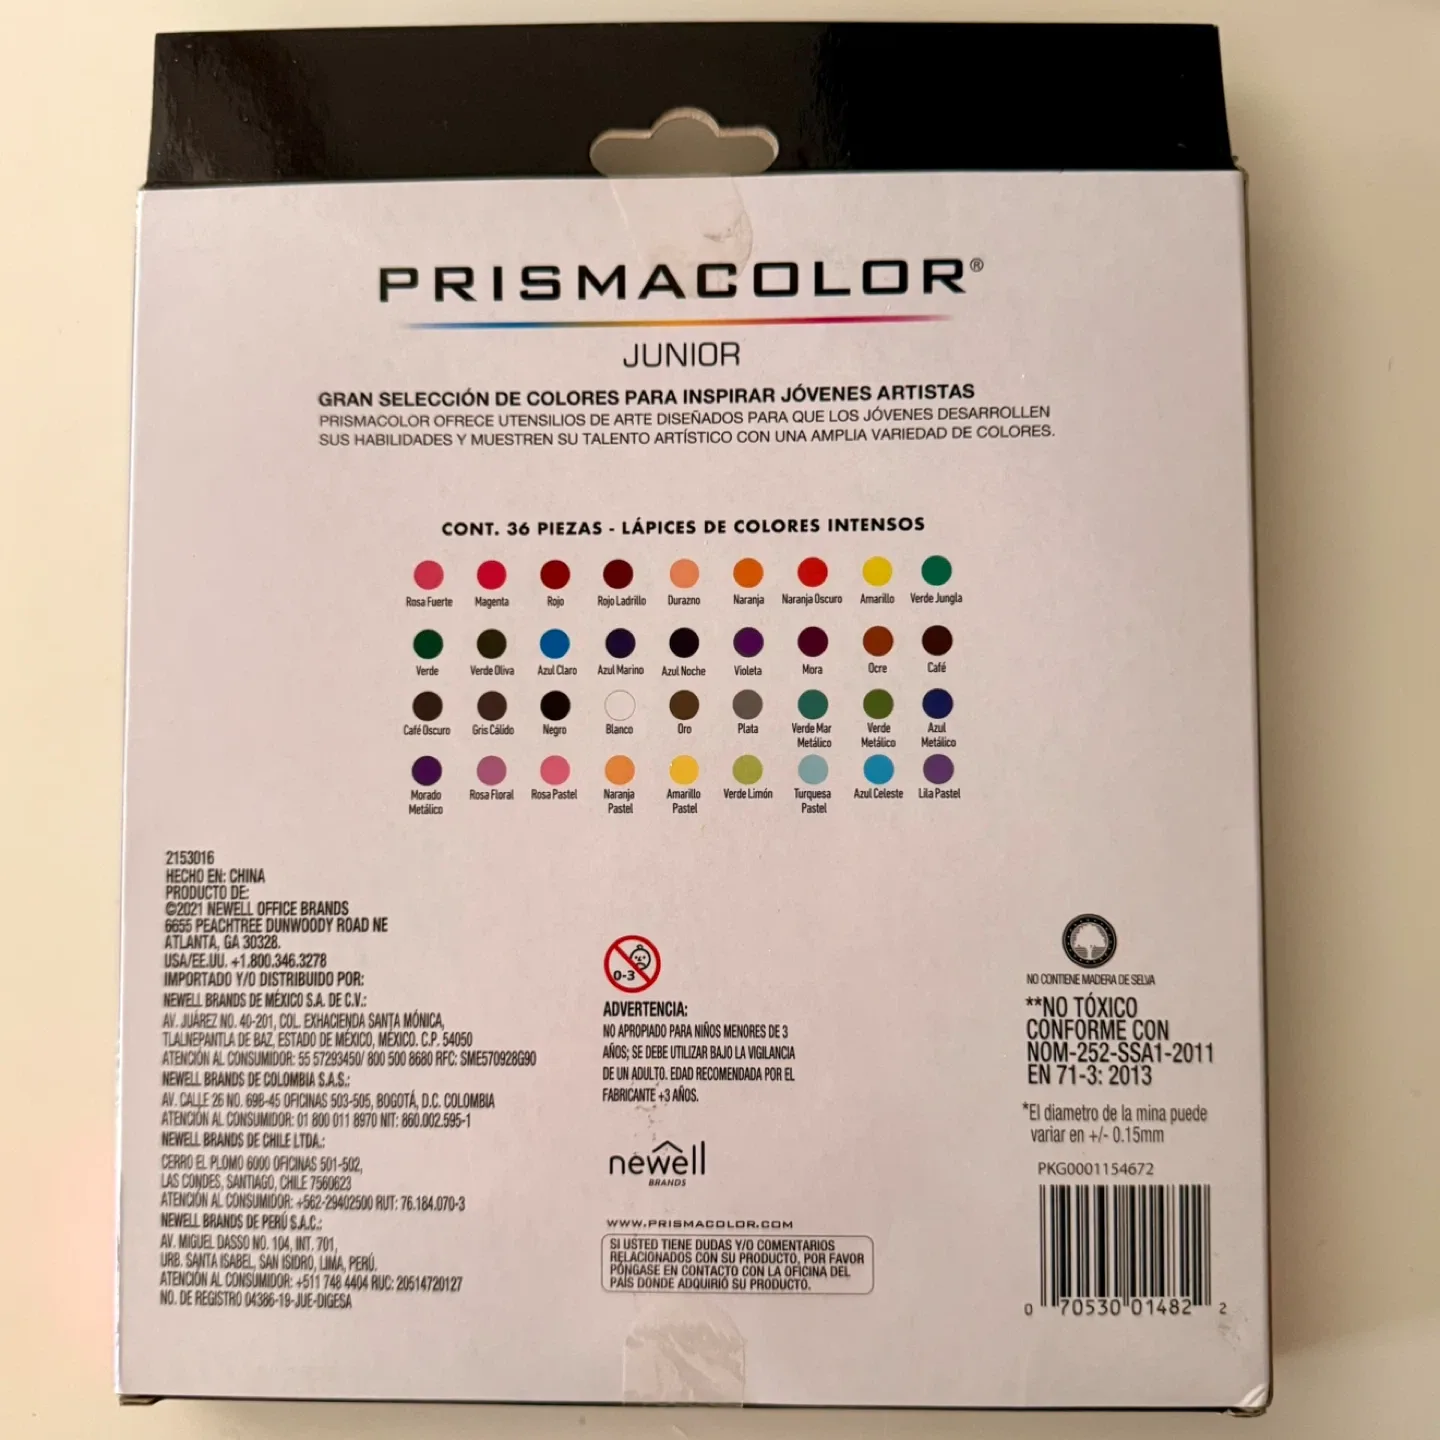 PRISMACOLOR®
JUNIOR
GRAN SELECCIÓN DE COLORES PARA INSPIRAR JÓVENES ARTISTAS
PRISMACOLOR OFRECE UTENSILIOS DE ARTE DISEÑADOS PARA QUE LOS JÓVENES DESARROLLEN
SUS HABILIDADES Y MUESTREN SU TALENTO ARTÍSTICO CON UNA AMPLIA VARIEDAD DE COLORES.
CONT. 36 PIEZAS - LÁPICES DE COLORES INTENSOS
Rosa Fuerte Magenta Rojo Rojo Ladrillo Durazno Naranja Naranja Oscuro Amarillo Verde Jungla
Verde Verde Oliva Azul Claro Azul Marino Azul Noche Violeta Mora Ocre Café
Café Oscuro Gris Cálido Negro Blanco Oro Plata Verde Mar Verde Azul
Metálico Metálico Metálico
Morado Rosa Floral Rosa Pastel Naranja Amarillo Verde Limón Turquesa Azul Celeste Lila Pastel
Metálico Pastel Pastel Pastel
2153016
HECHO EN: CHINA
PRODUCTO DE:
©2021 NEWELL OFFICE BRANDS
6655 PEACHTREE DUNWOODY ROAD NE
ATLANTA, GA 30328.
USA/EE.UU. +1.800.346.3278
IMPORTADO Y/O DISTRIBUIDO POR:
NEWELL BRANDS DE MÉXICO S.A. DE C.V.:
AV. JUÁREZ NO. 40-201, COL. EXHACIENDA SANTA MÓNICA,
TLALNEPANTLA DE BAZ, ESTADO DE MÉXICO, MÉXICO. C.P. 54050
ATENCIÓN AL CONSUMIDOR: 55 57293450/ 800 500 8680 RFC: SME570928G90
NEWELL BRANDS DE COLOMBIA S.A.S.:
AV. CALLE 26 NO. 69B-45 OFICINAS 503-505, BOGOTÁ, D.C. COLOMBIA
ATENCIÓN AL CONSUMIDOR: 01 800 011 8970 NIT: 860.002.595-1
NEWELL BRANDS DE CHILE LTDA.:
CERRO EL PLOMO 6000 OFICINAS 501-502,
LAS CONDES, SANTIAGO, CHILE 7560623
ATENCIÓN AL CONSUMIDOR: +562-29402500 RUT: 76.184.070-3
NEWELL BRANDS DE PERÚ S.A.C.:
AV. MIGUEL DASSO NO. 104, INT. 701,
URB. SANTA ISABEL, SAN ISIDRO, LIMA, PERÚ.
ATENCIÓN AL CONSUMIDOR: +511 748 4404 RUC: 20514720127
NO. DE REGISTRO 04386-19-JUE-DIGESA
0-3
ADVERTENCIA:
NO APROPIADO PARA NIÑOS MENORES DE 3
AÑOS; SE DEBE UTILIZAR BAJO LA VIGILANCIA
DE UN ADULTO. EDAD RECOMENDADA POR EL
FABRICANTE +3 AÑOS.
newell
BRANDS
WWW.PRISMACOLOR.COM
SI USTED TIENE DUDAS Y/O COMENTARIOS
RELACIONADOS CON SU PRODUCTO, POR FAVOR
PÓNGASE EN CONTACTO CON LA OFICINA DEL
PAÍS DONDE ADQUIRIÓ SU PRODUCTO.
NO CONTIENE MADERA DE SELVA
**NO TÓXICO
CONFORME CON
NOM-252-SSA1-2011
EN 71-3: 2013
*El diametro de la mina puede
variar en +/- 0.15mm
PKG0001154672
0 70530 01482 2